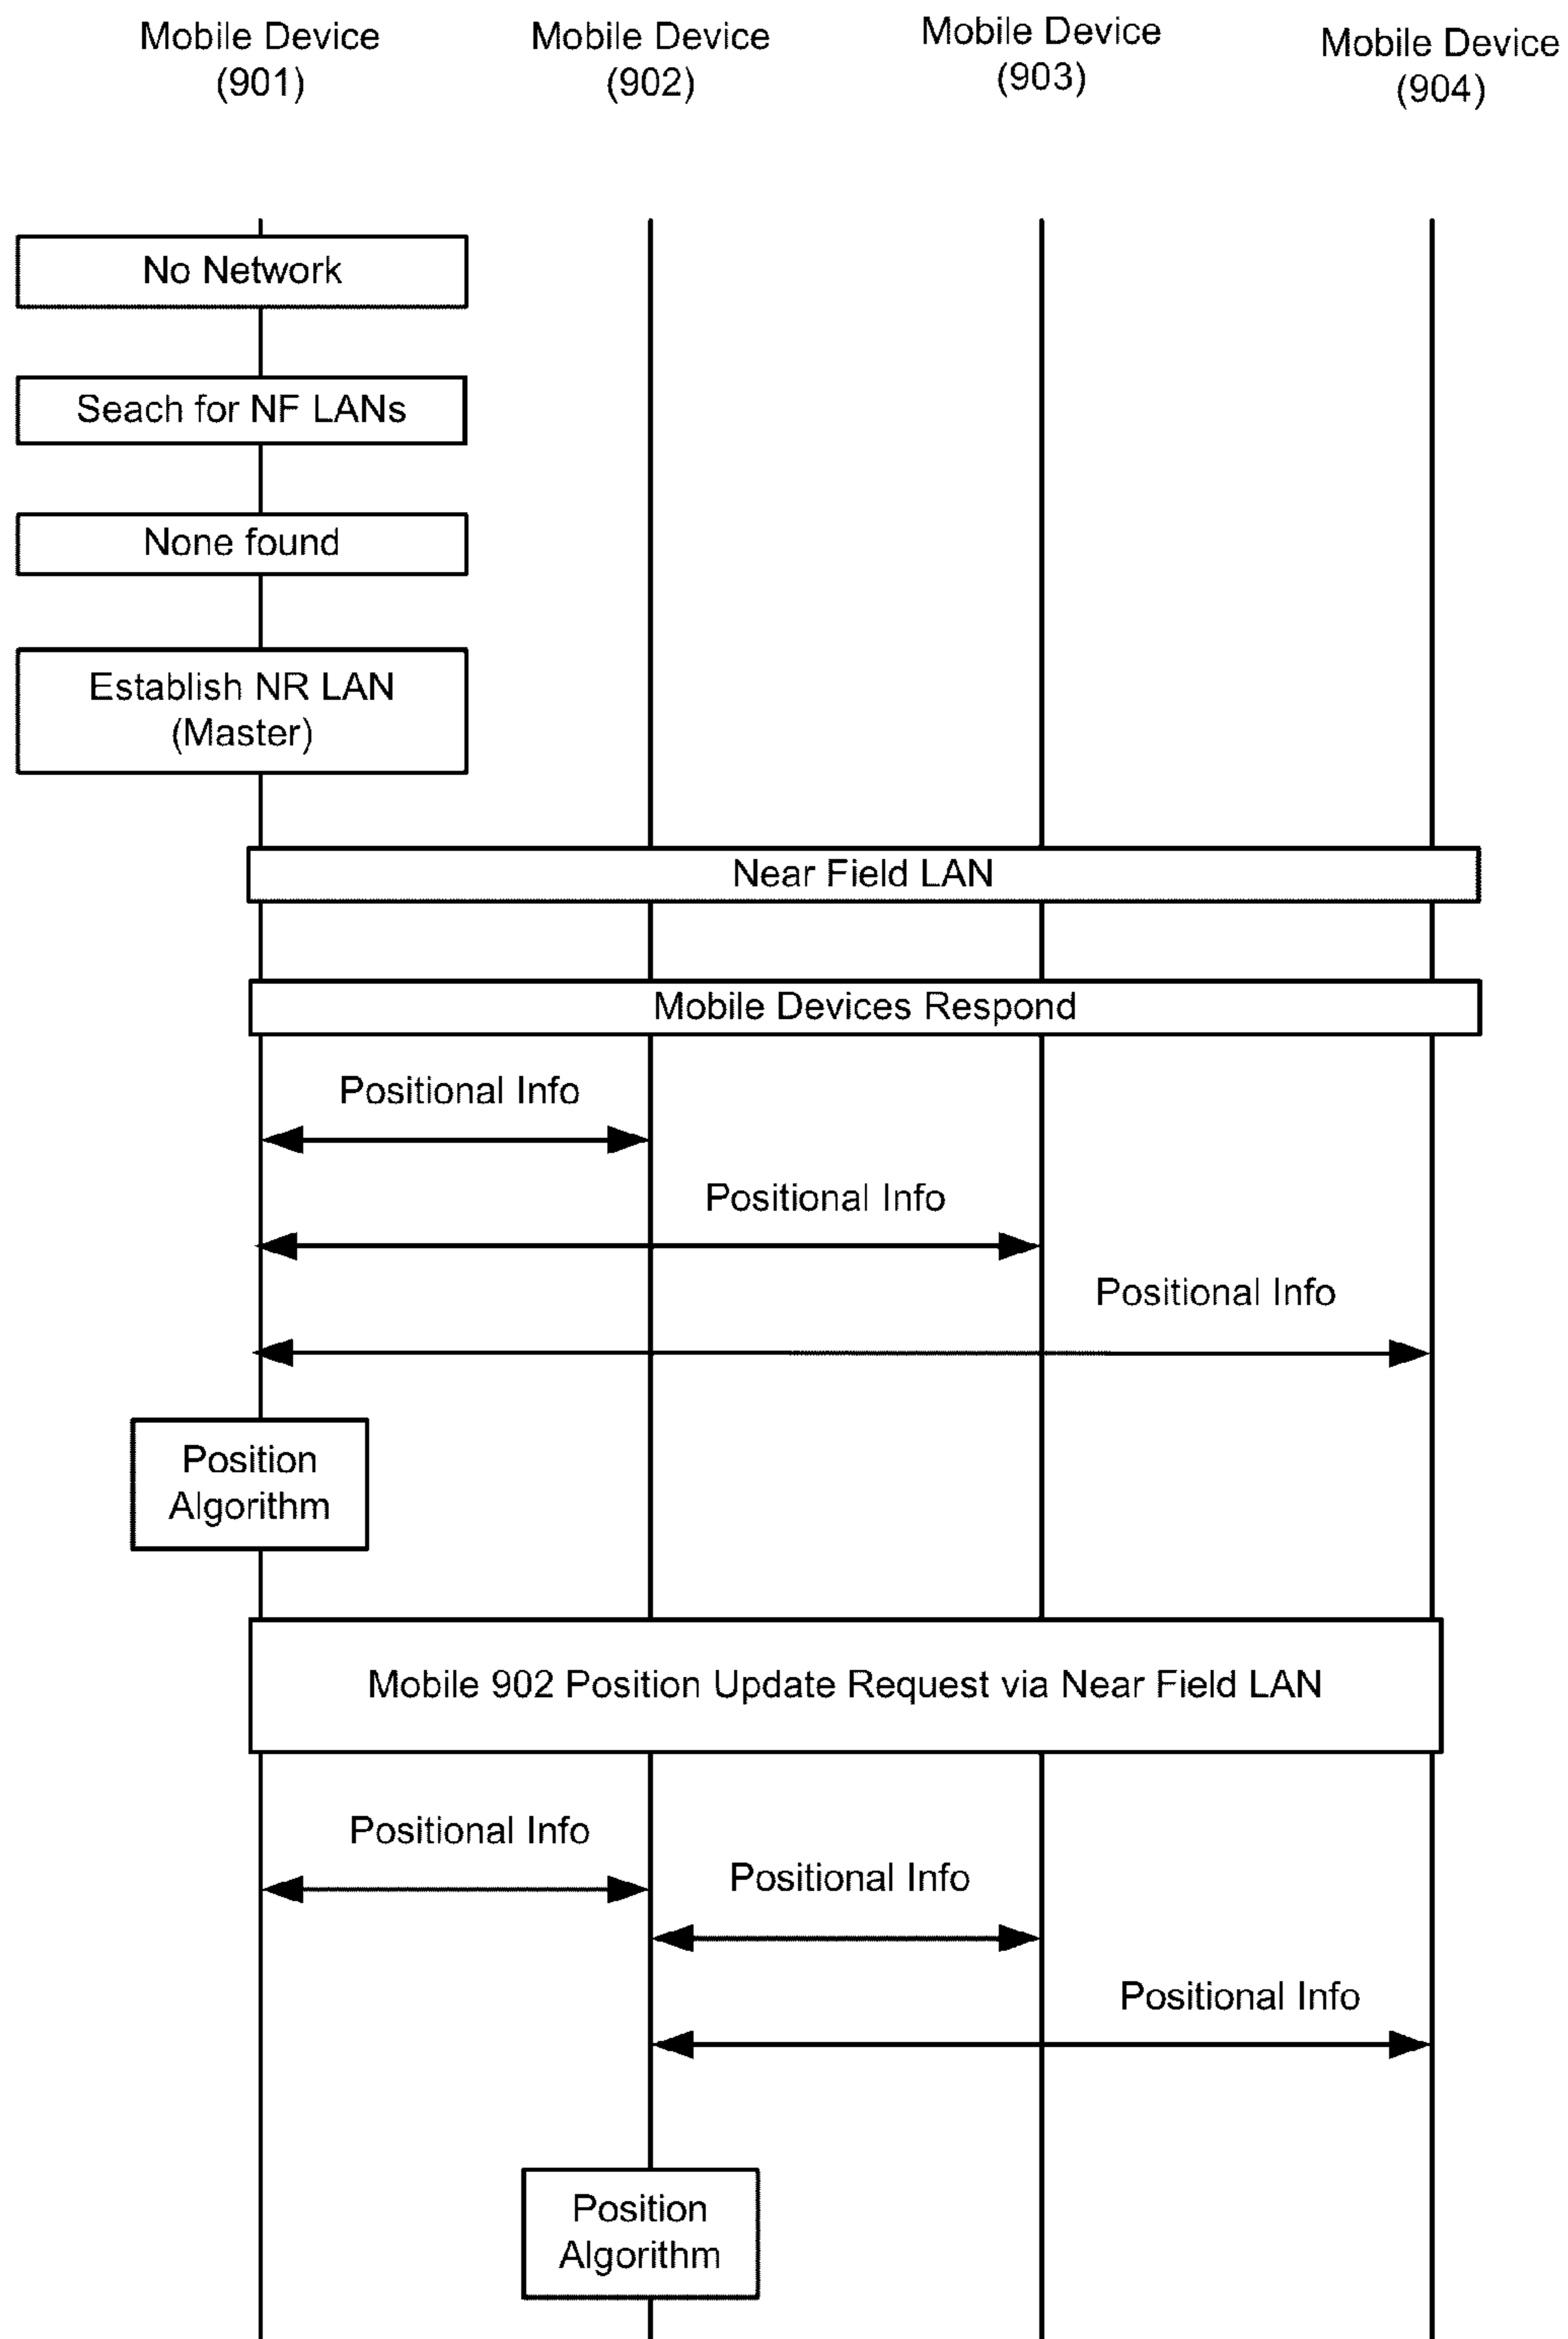 Mobile Device
(901)
Mobile Device
(902)
Mobile Device
(903)
Mobile Device
(904)
No Network
Seach for NF LANs
None found
Establish NR LAN
(Master)
Near Field LAN
Mobile Devices Respond
Positional Info
Positional Info
Positional Info
Position
Algorithm
Mobile 902 Position Update Request via Near Field LAN
Positional Info
Positional Info
Positional Info
Position
Algorithm